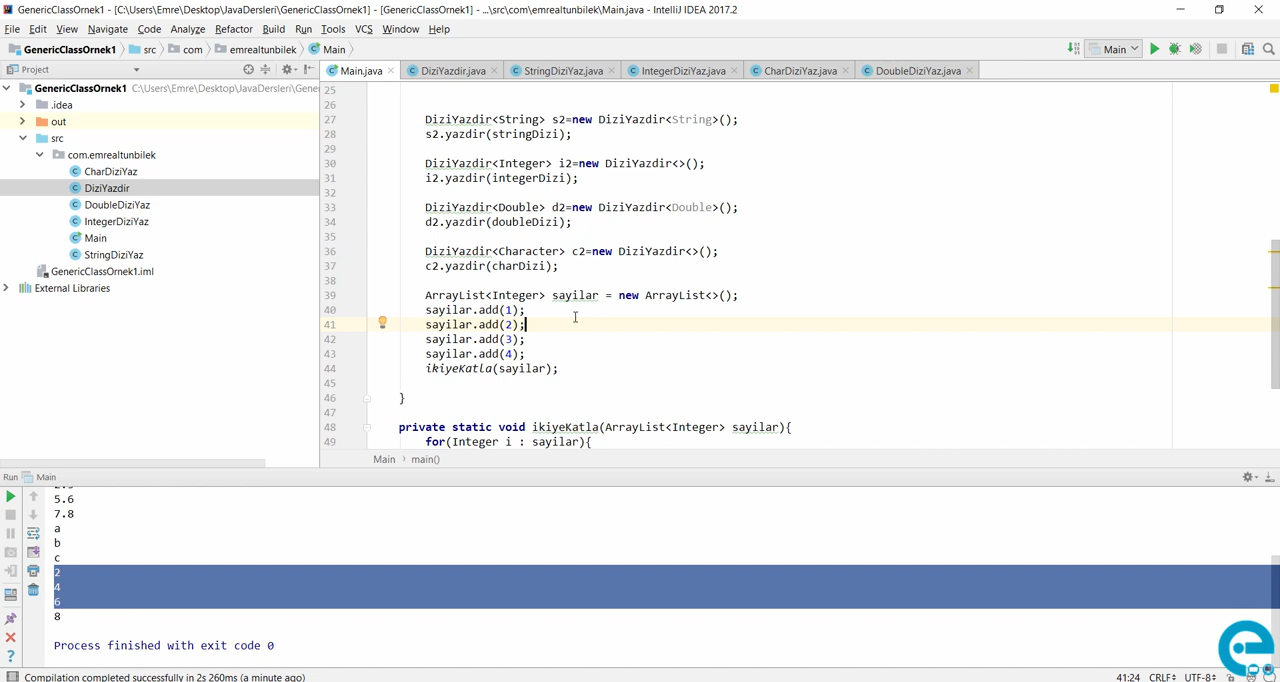 GenericClassOrnek1 - [C:\Users\Emre\Desktop\JavaDersleri\GenericClassOrnek1] - [GenericClassOrnek1] - ...\src\com\emrealtunbilek\Main.java - IntelliJ IDEA 2017.2
File Edit View Navigate Code Analyze Refactor Build Run Tools VCS Window Help
GenericClassOrnek1 src com emrealtunbilek Main Main
Project Main.java DiziYazdir.java StringDiziYaz.java IntegerDiziYaz.java CharDiziYaz.java DoubleDiziYaz.java
GenericClassOrnek1 C:\Users\Emre\Desktop\JavaDersleri\Gener
.idea
out
src
com.emrealtunbilek
CharDiziYaz
DiziYazdir
DoubleDiziYaz
IntegerDiziYaz
Main
StringDiziYaz
GenericClassOrnek1.iml
External Libraries
25
26
27 DiziYazdir<String> s2=new DiziYazdir<String>();
28 s2.yazdir(stringDizi);
29
30 DiziYazdir<Integer> i2=new DiziYazdir<>();
31 i2.yazdir(integerDizi);
32
33 DiziYazdir<Double> d2=new DiziYazdir<Double>();
34 d2.yazdir(doubleDizi);
35
36 DiziYazdir<Character> c2=new DiziYazdir<>();
37 c2.yazdir(charDizi);
38
39 ArrayList<Integer> sayilar = new ArrayList<>();
40 sayilar.add(1);
41 sayilar.add(2);
42 sayilar.add(3);
43 sayilar.add(4);
44 ikiyeKatla(sayilar);
45
46 }
47
48 private static void ikiyeKatla(ArrayList<Integer> sayilar){
49 for(Integer i : sayilar){
Main main()
Run Main
5.6
7.8
a
b
c
2
4
6
8
Process finished with exit code 0
Compilation completed successfully in 2s 260ms (a minute ago) 41:24 CRLF UTF-8